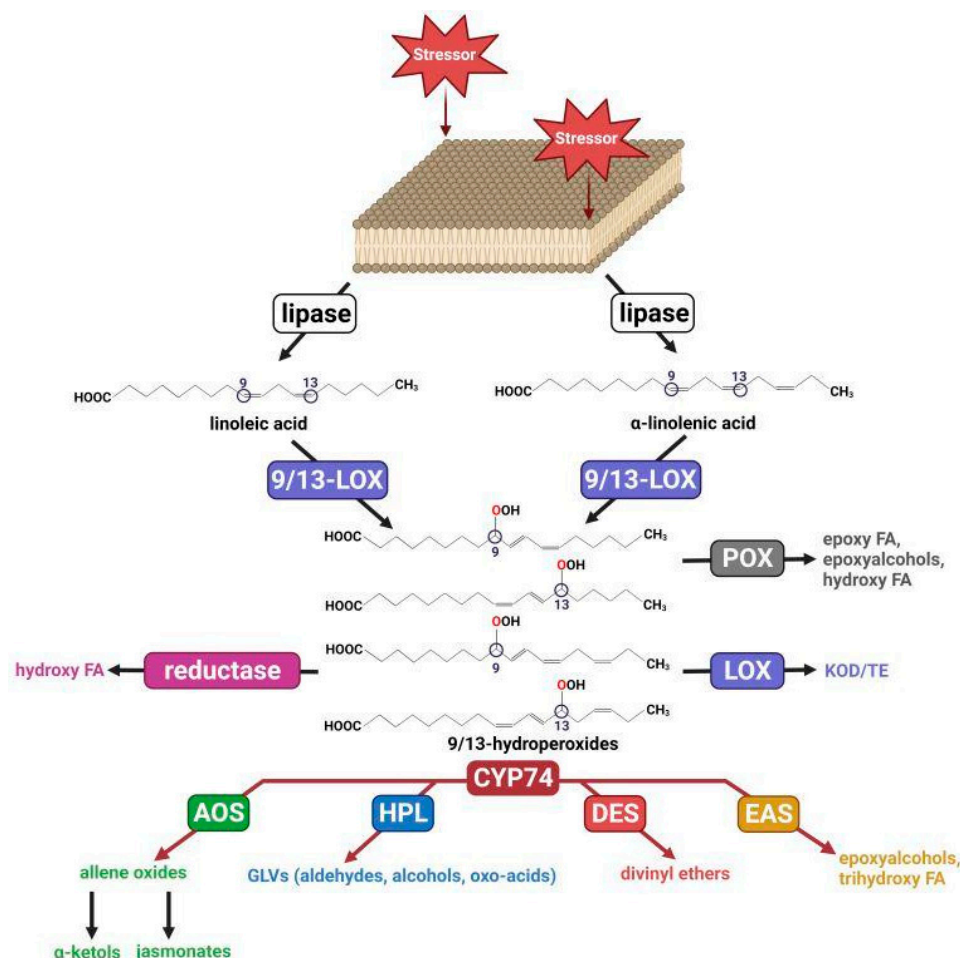 Stressor
Stressor
lipase
lipase
9 13
HOOC CH₃
linoleic acid
9 13
HOOC CH₃
α-linolenic acid
9/13-LOX
9/13-LOX
OOH
HOOC CH₃
9
OOH
HOOC CH₃
13
OOH
HOOC CH₃
9
OOH
HOOC CH₃
13
9/13-hydroperoxides
POX
epoxy FA,
epoxyalcohols,
hydroxy FA
hydroxy FA
reductase
LOX
KOD/TE
CYP74
AOS
HPL
DES
EAS
allene oxides
GLVs (aldehydes, alcohols, oxo-acids)
divinyl ethers
epoxyalcohols,
trihydroxy FA
α-ketols jasmonates